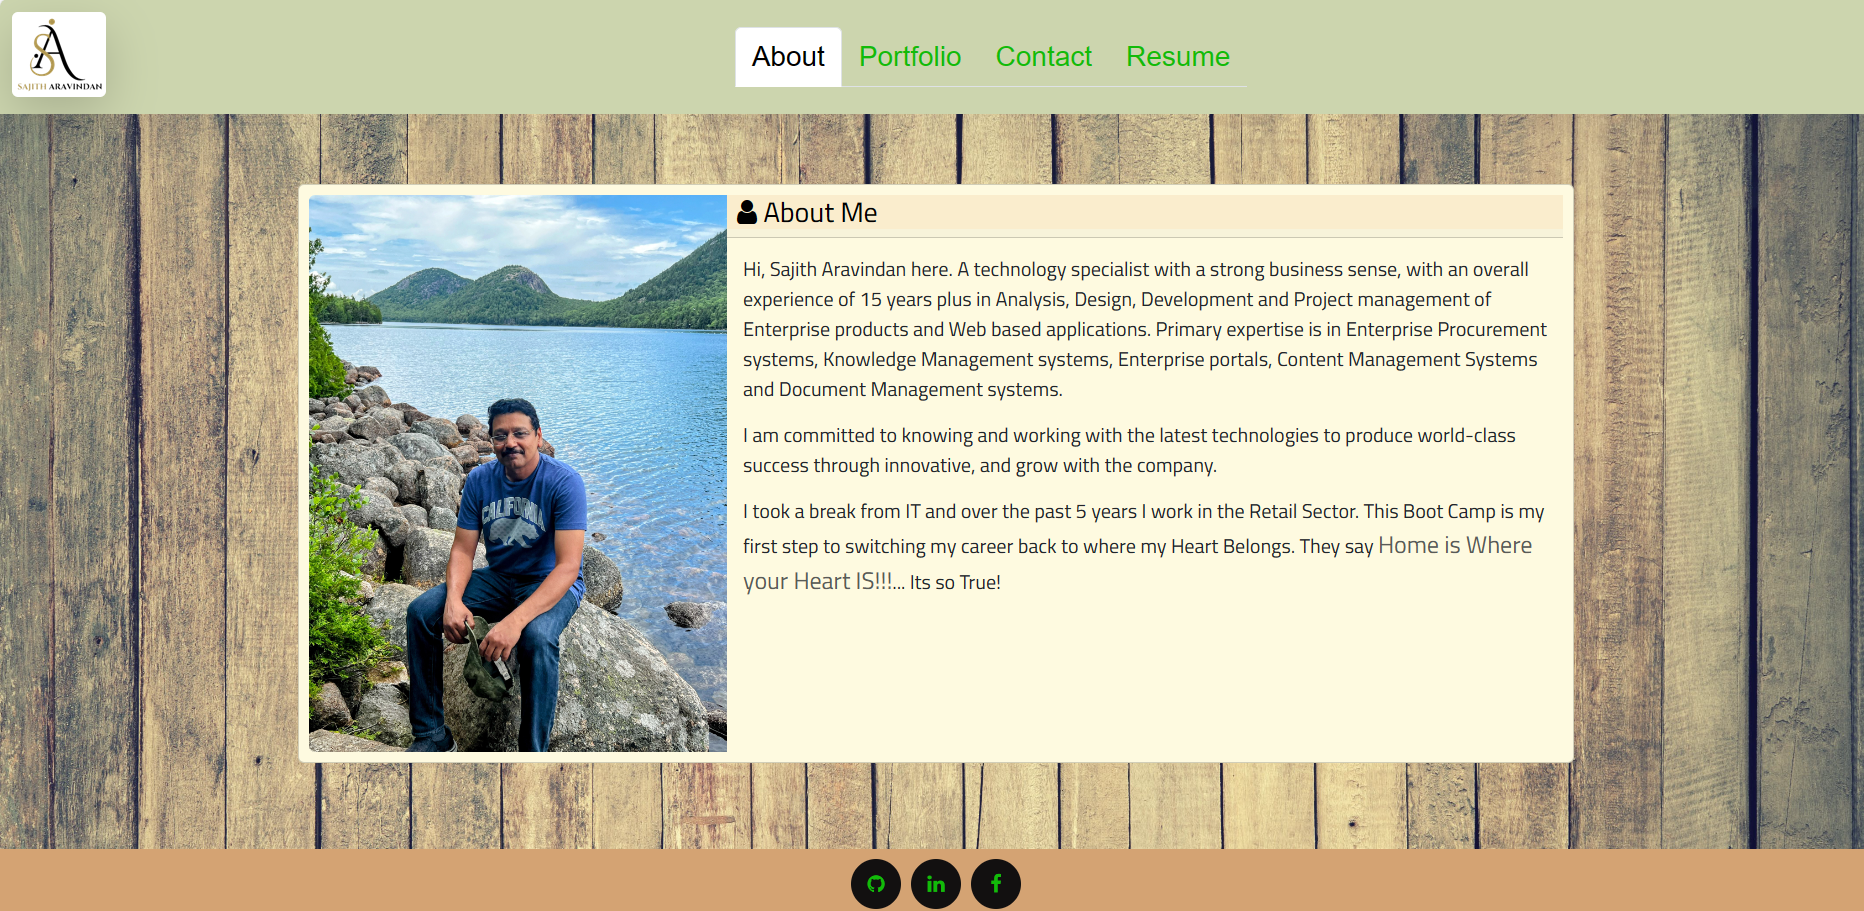 SA
SAJITH ARAVINDAN
About Portfolio Contact Resume
About Me
Hi, Sajith Aravindan here. A technology specialist with a strong business sense, with an overall
experience of 15 years plus in Analysis, Design, Development and Project management of
Enterprise products and Web based applications. Primary expertise is in Enterprise Procurement
systems, Knowledge Management systems, Enterprise portals, Content Management Systems
and Document Management systems.
I am committed to knowing and working with the latest technologies to produce world-class
success through innovative, and grow with the company.
I took a break from IT and over the past 5 years I work in the Retail Sector. This Boot Camp is my
first step to switching my career back to where my Heart Belongs. They say Home is Where
your Heart IS!!!... Its so True!
CALIFORNIA